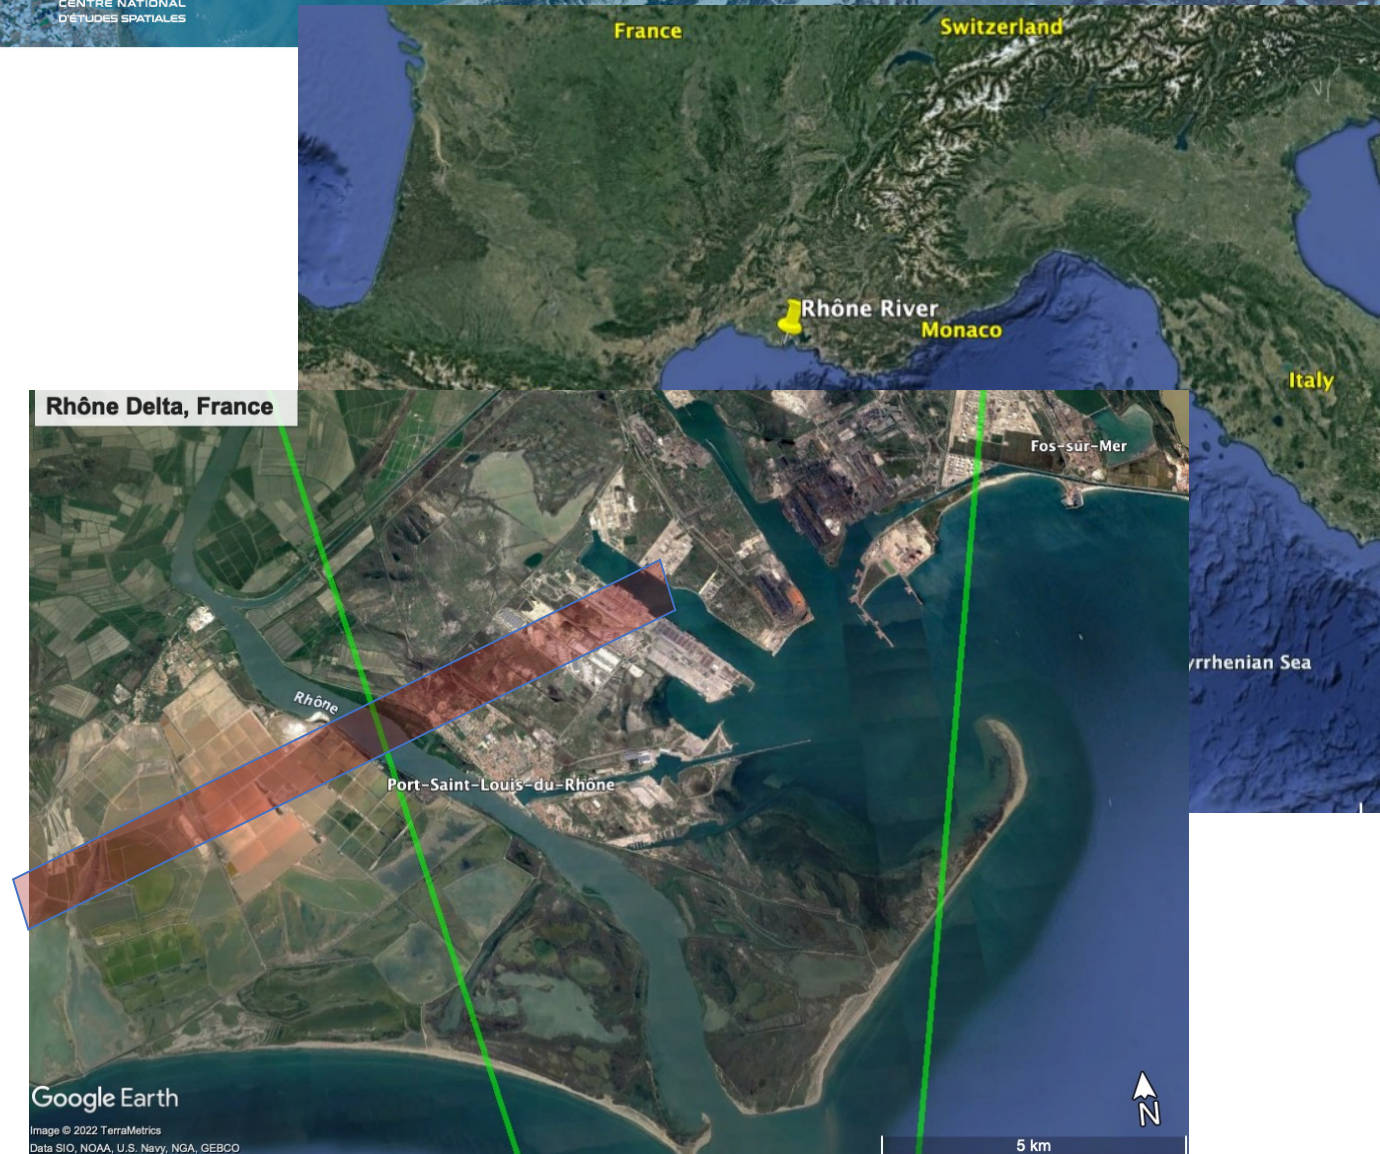 CENTRE NATIONAL
D'ÉTUDES SPATIALES
France
Switzerland
Rhône River
Monaco
Italy
Rhône Delta, France
Fos-sur-Mer
yrrhenian Sea
Rhône
Port-Saint-Louis-du-Rhône
Google Earth
N
Image © 2022 TerraMetrics
Data SIO, NOAA, U.S. Navy, NGA, GEBCO
5 km